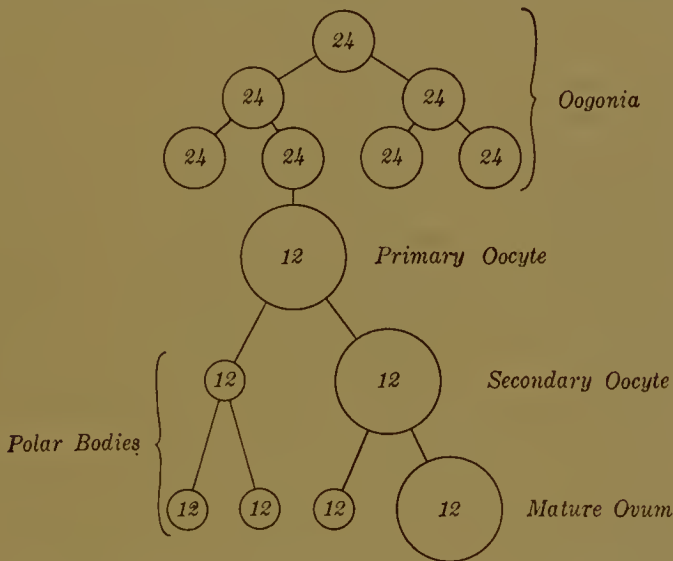 24
24 24 Oogonia
24 24 24 24
12 Primary Oocyte
12 12 Secondary Oocyte
Polar Bodies
12 12 12 12 Mature Ovum